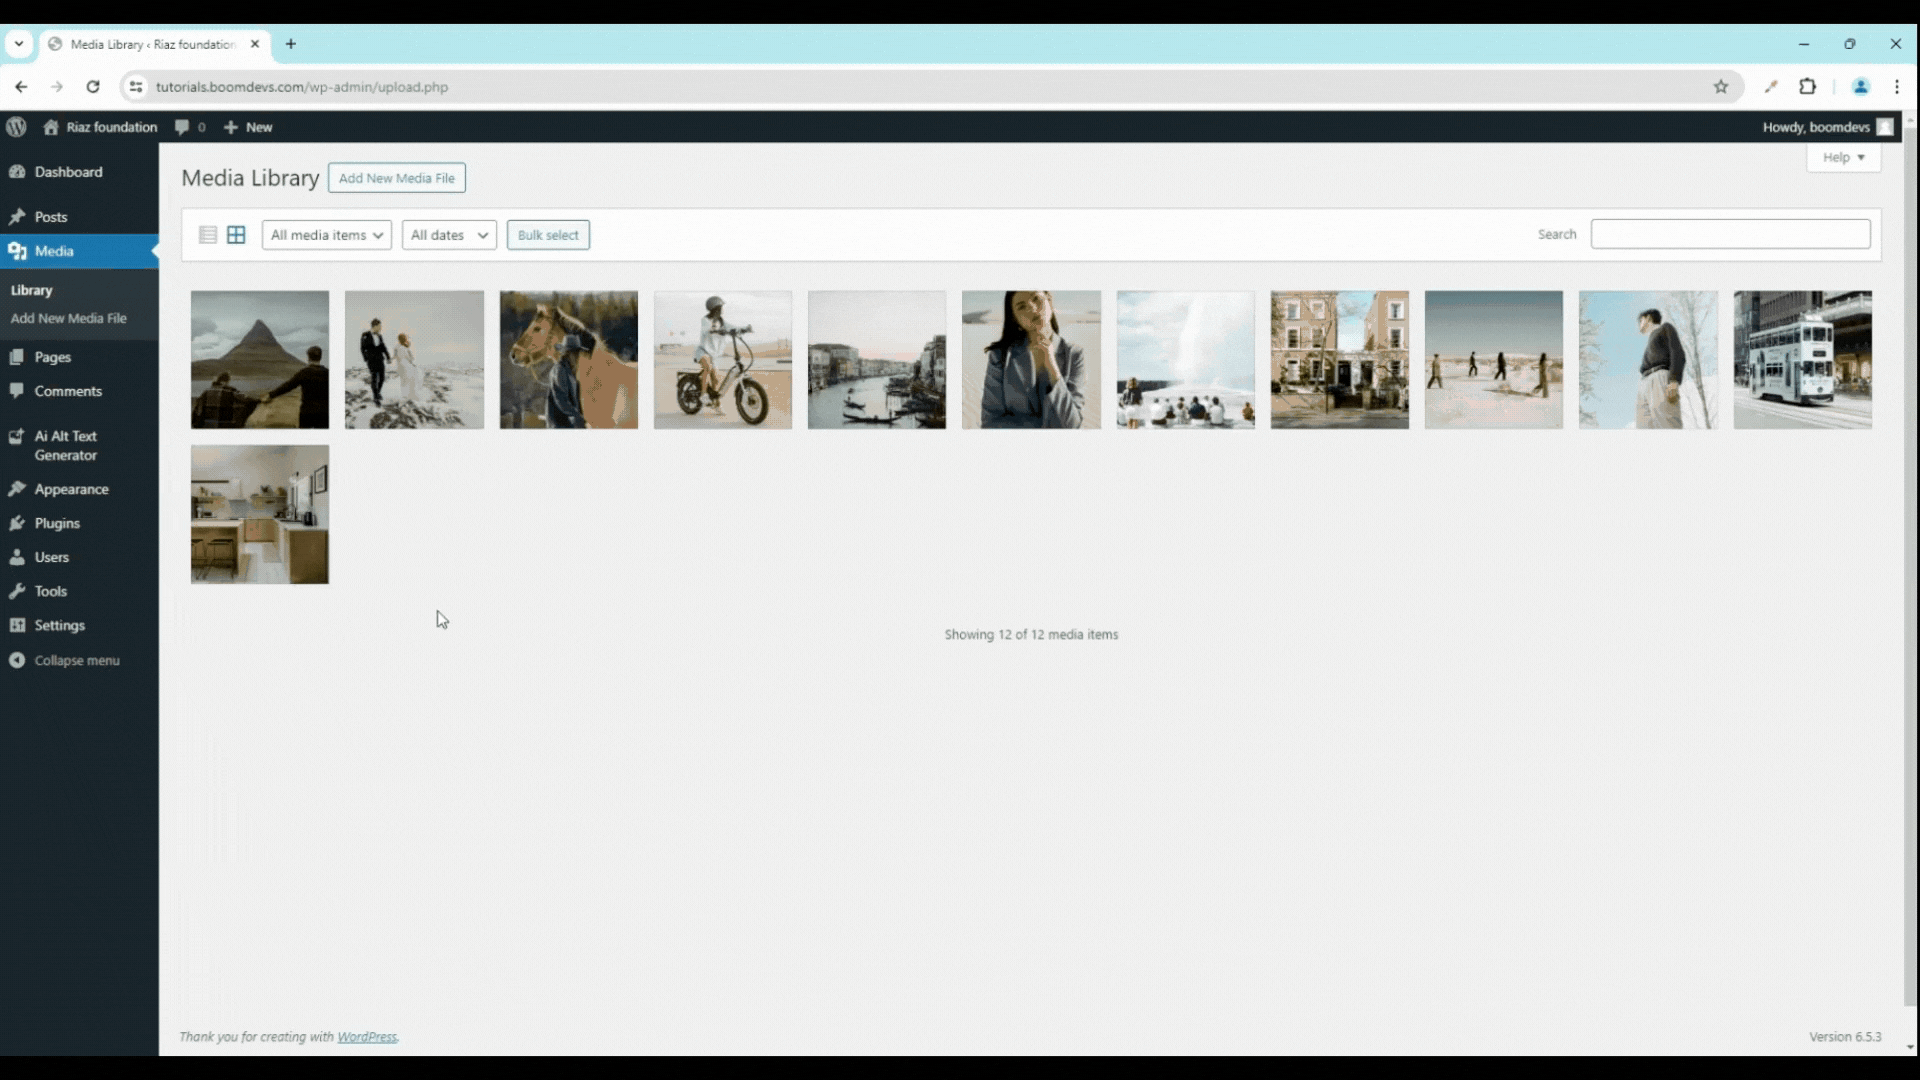 Media Library ‹ Riaz foundation
tutorials.boomdevs.com/wp-admin/upload.php
Riaz foundation 0 New
Howdy, boomdevs
Dashboard
Posts
Media
Library
Add New Media File
Pages
Comments
Ai Alt Text
Generator
Appearance
Plugins
Users
Tools
Settings
Collapse menu
Help
Media Library Add New Media File
All media items All dates Bulk select
Search
Showing 12 of 12 media items
Thank you for creating with WordPress.
Version 6.5.3